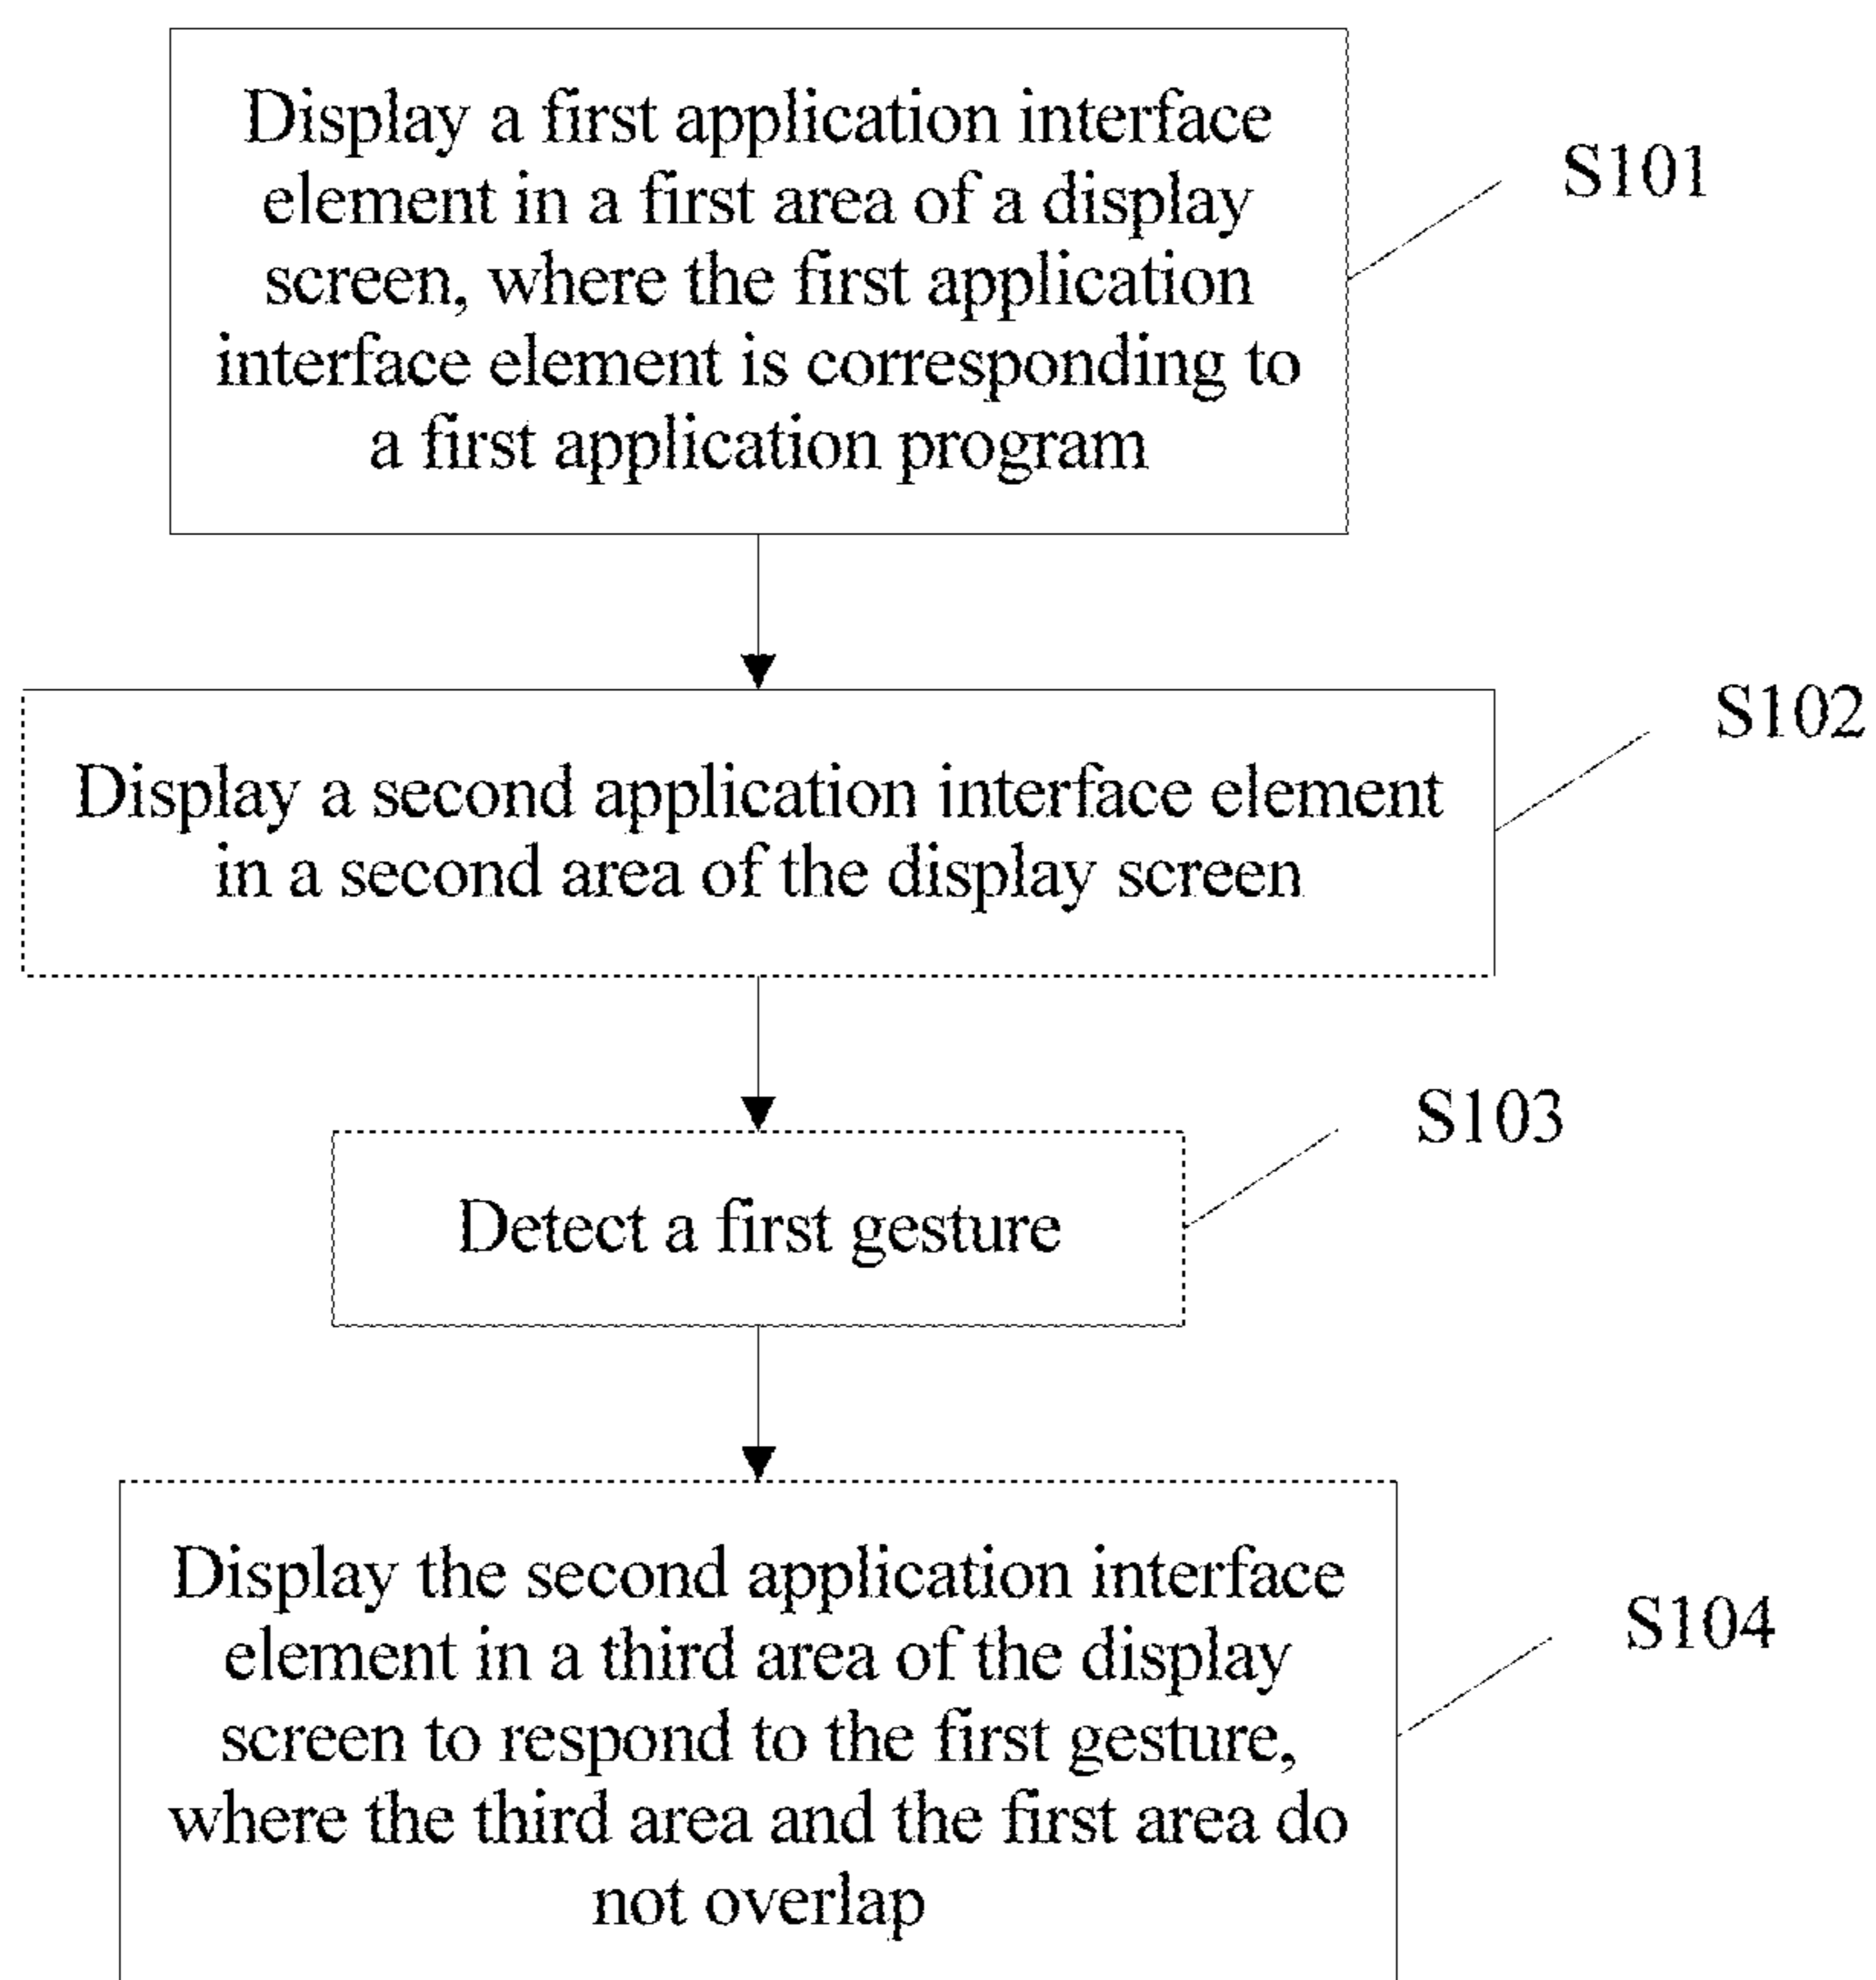 Display a first application interface
element in a first area of a display
screen, where the first application
interface element is corresponding to
a first application program
S101
Display a second application interface element
in a second area of the display screen
S102
Detect a first gesture
S103
Display the second application interface
element in a third area of the display
screen to respond to the first gesture,
where the third area and the first area do
not overlap
S104